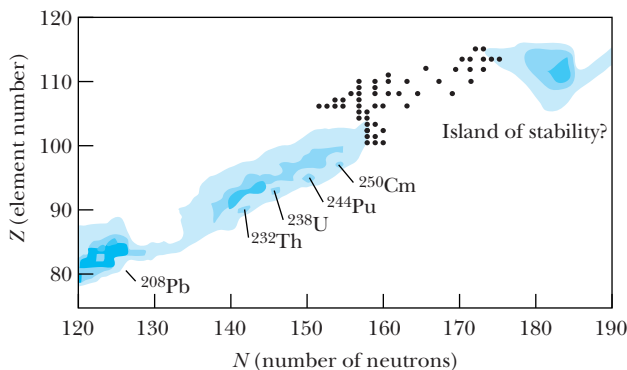 Z (element number)
120
110
100
90
80
Island of stability?
250Cm
244Pu
238U
232Th
208Pb
120 130 140 150 160 170 180 190
N (number of neutrons)